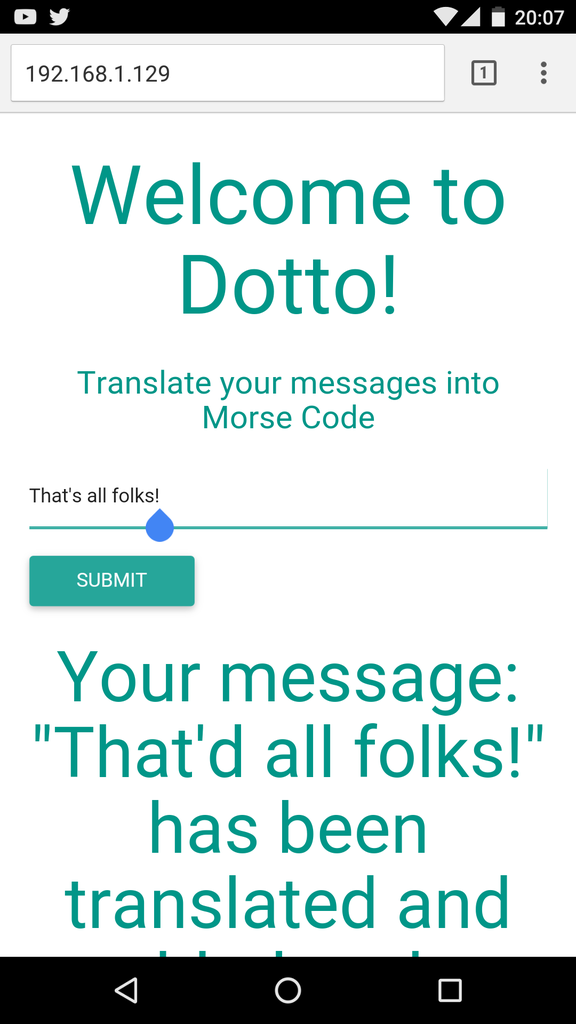 20:07
192.168.1.129
1
Welcome to
Dotto!
Translate your messages into
Morse Code
That's all folks!
SUBMIT
Your message:
"That'd all folks!"
has been
translated and